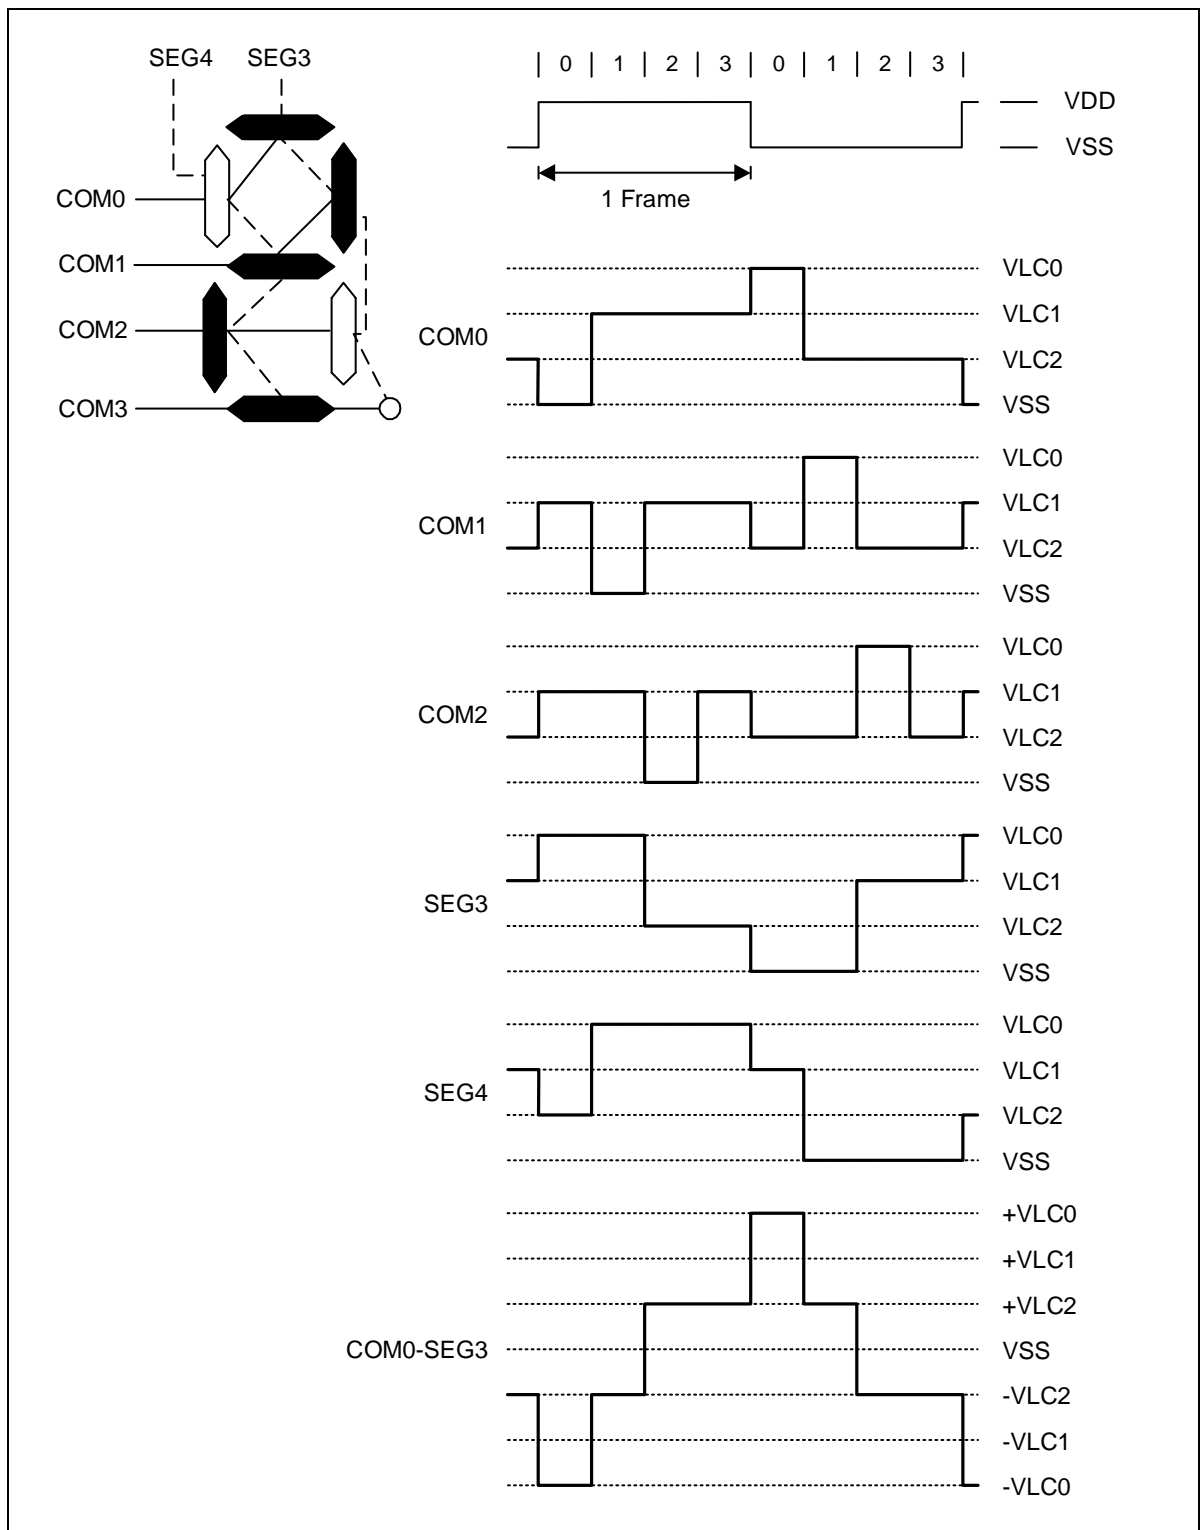 SEG4 SEG3
0 1 2 3 0 1 2 3
VDD
VSS
1 Frame
COM0
COM1
COM2
COM3
COM0
VLC0
VLC1
VLC2
VSS
COM1
VLC0
VLC1
VLC2
VSS
COM2
VLC0
VLC1
VLC2
VSS
SEG3
VLC0
VLC1
VLC2
VSS
SEG4
VLC0
VLC1
VLC2
VSS
COM0-SEG3
+VLC0
+VLC1
+VLC2
VSS
-VLC2
-VLC1
-VLC0